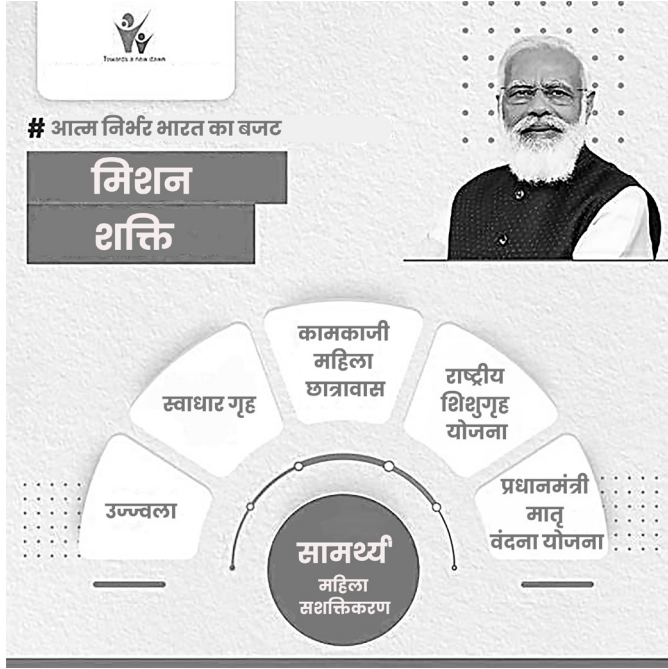 Towards a new dawn
# आत्म निर्भर भारत का बजट
मिशन
शक्ति
कामकाजी
महिला
छात्रावास
स्वाधार गृह
राष्ट्रीय
शिशुगृह
योजना
उज्ज्वला
प्रधानमंत्री
मातृ
वंदना योजना
सामर्थ्य
महिला
सशक्तिकरण